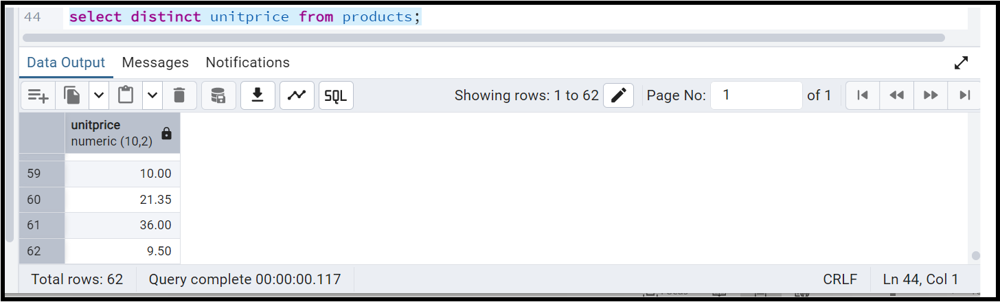 44 select distinct unitprice from products;
Data Output Messages Notifications
SQL Showing rows: 1 to 62 Page No: 1 of 1
unitprice
numeric (10,2)
59 10.00
60 21.35
61 36.00
62 9.50
Total rows: 62 Query complete 00:00:00.117 CRLF Ln 44, Col 1